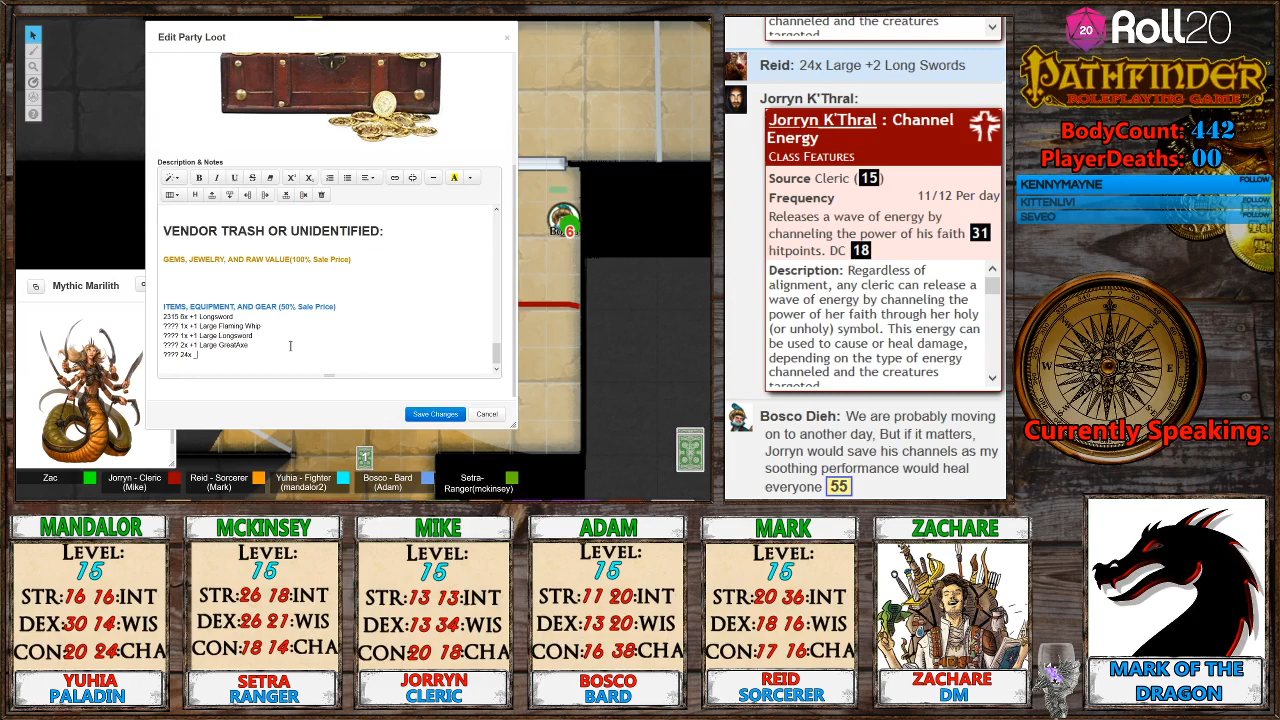 Edit Party Loot
×
Description & Notes
VENDOR TRASH OR UNIDENTIFIED:
GEMS, JEWELRY, AND RAW VALUE(100% Sale Price)
ITEMS, EQUIPMENT, AND GEAR (50% Sale Price)
2315 6x +1 Longsword
???? 1x +1 Large Flaming Whip
???? 1x +1 Large Longsword
???? 2x +1 Large GreatAxe
???? 24x _
Save Changes
Cancel
Mythic Marilith
6
1
Zac
Jorryn - Cleric
(Mike)
Reid - Sorcerer
(Mark)
Yuhia - Fighter
(mandalor2)
Bosco - Bard
(Adam)
Setra-
Ranger(mckinsey)
channeled and the creatures
targeted
Reid: 24x Large +2 Long Swords
Jorryn K'Thral:
Jorryn K'Thral : Channel
Energy
CLASS FEATURES
Source Cleric (15)
Frequency 11/12 Per day
Releases a wave of energy by
channeling the power of his faith 31
hitpoints. DC 18
Description: Regardless of
alignment, any cleric can release a
wave of energy by channeling the
power of her faith through her holy
(or unholy) symbol. This energy can
be used to cause or heal damage,
depending on the type of energy
channeled and the creatures
targeted.
Bosco Dieh: We are probably moving
on to another day, But if it matters,
Jorryn would save his channels as my
soothing performance would heal
everyone 55
20 Roll20
PATHFINDER
ROLEPLAYING GAME
BodyCount: 442
PlayerDeaths: 00
KENNYMAYNE FOLLOW
KITTENLIVI FOLLOW
SEVEO FOLLOW
N
W E
S
Currently Speaking:
MANDALOR
LEVEL:
15
STR:16 16:INT
DEX:30 14:WIS
CON:20 24:CHA
YUHIA
PALADIN
MCKINSEY
LEVEL:
15
STR:26 18:INT
DEX:26 21:WIS
CON:18 14:CHA
SETRA
RANGER
MIKE
LEVEL:
15
STR:13 13:INT
DEX:13 34:WIS
CON:20 18:CHA
JORRYN
CLERIC
ADAM
LEVEL:
15
STR:11 20:INT
DEX:13 20:WIS
CON:16 38:CHA
BOSCO
BARD
MARK
LEVEL:
15
STR:20 36:INT
DEX:18 16:WIS
CON:17 16:CHA
REID
SORCERER
ZACHARE
ZACHARE
DM
MARK OF THE
DRAGON